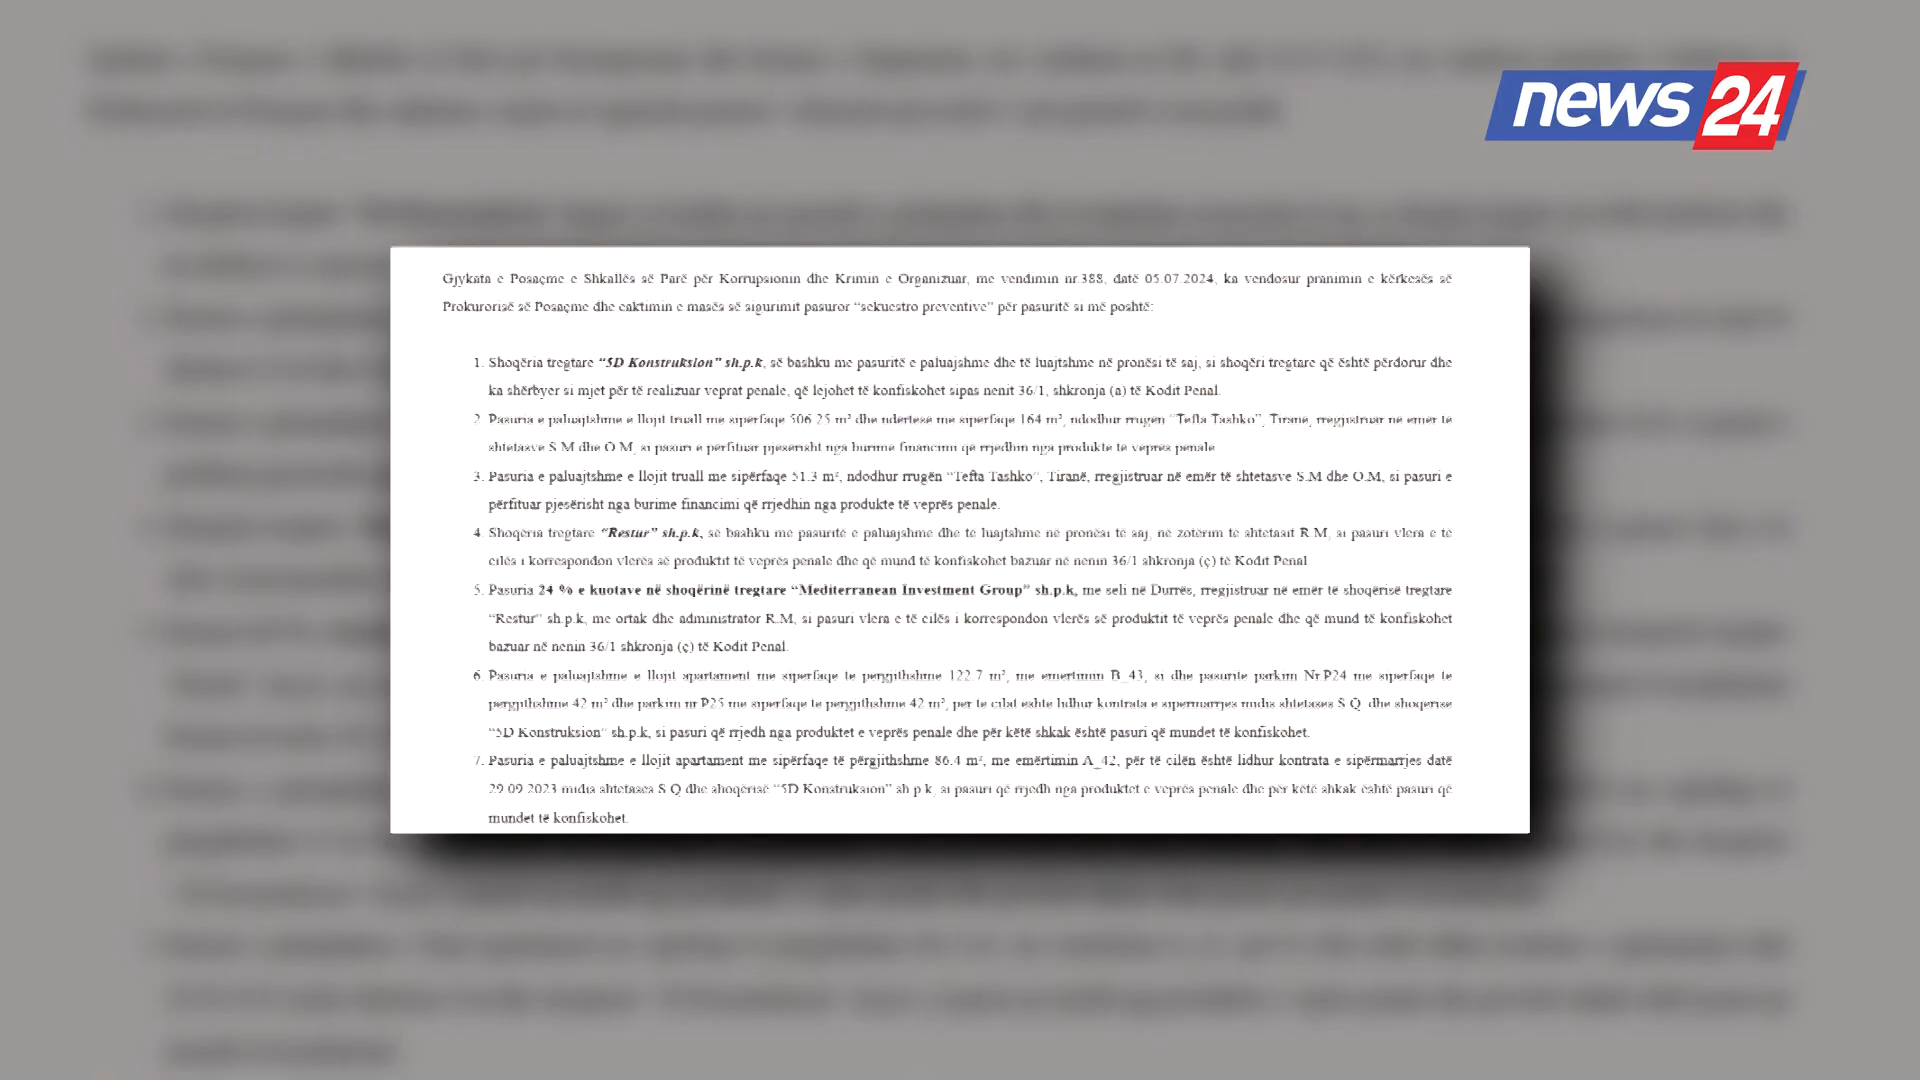 news 24
Gjykata e Posaçme e Shkallës së Parë për Korrupsionin dhe Krimin e Organizuar, me vendimin nr.388, datë 05.07.2024, ka vendosur pranimin e kërkesës së
Prokurorisë së Posaçme dhe caktimin e masës së sigurimit pasuror “sekuestro preventive” për pasuritë si më poshtë:
1. Shoqëria tregtare “5D Konstruksion” sh.p.k, së bashku me pasuritë e paluajshme dhe të luajtshme në pronësi të saj, si shoqëri tregtare që është përdorur dhe
ka shërbyer si mjet për të realizuar veprat penale, që lejohet të konfiskohet sipas nenit 36/1, shkronja (a) të Kodit Penal.
2. Pasuria e paluajtshme e llojit truall me sipërfaqe 506.25 m² dhe ndërtesë me sipërfaqe 164 m², ndodhur rrugën “Tefta Tashko”, Tiranë, rregjistruar në emër të
shtetasve S.M dhe O.M, si pasuri e përfituar pjesërisht nga burime financimi që rrjedhin nga produkte të veprës penale.
3. Pasuria e paluajtshme e llojit truall me sipërfaqe 51.3 m², ndodhur rrugën “Tefta Tashko”, Tiranë, rregjistruar në emër të shtetasve S.M dhe O.M, si pasuri e
përfituar pjesërisht nga burime financimi që rrjedhin nga produkte të veprës penale.
4. Shoqëria tregtare “Restur” sh.p.k, së bashku me pasuritë e paluajshme dhe të luajtshme në pronësi të saj, në zotërim të shtetasit R.M, si pasuri vlera e të
cilës i korrespondon vlerës së produktit të veprës penale dhe që mund të konfiskohet bazuar në nenin 36/1 shkronja (ç) të Kodit Penal.
5. Pasuria 24 % e kuotave në shoqërinë tregtare “Mediterranean Investment Group” sh.p.k, me seli në Durrës, rregjistruar në emër të shoqërisë tregtare
“Restur” sh.p.k, me ortak dhe administrator R.M, si pasuri vlera e të cilës i korrespondon vlerës së produktit të veprës penale dhe që mund të konfiskohet
bazuar në nenin 36/1 shkronja (ç) të Kodit Penal.
6. Pasuria e paluajtshme e llojit apartament me sipërfaqe të përgjithshme 122.7 m², me emërtimin B_43, si dhe pasuritë parkim Nr.P24 me sipërfaqe të
përgjithshme 42 m² dhe parkim nr.P25 me sipërfaqe të përgjithshme 42 m², për të cilat është lidhur kontrata e sipërmarrjes midis shtetases S.Q. dhe shoqërisë
“5D Konstruksion” sh.p.k, si pasuri që rrjedh nga produktet e veprës penale dhe për këtë shkak është pasuri që mundet të konfiskohet.
7. Pasuria e paluajtshme e llojit apartament me sipërfaqe të përgjithshme 86.4 m², me emërtimin A_42, për të cilën është lidhur kontrata e sipërmarrjes datë
29.09.2023 midis shtetases S.Q dhe shoqërisë “5D Konstruksion” sh.p.k, si pasuri që rrjedh nga produktet e veprës penale dhe për këtë shkak është pasuri që
mundet të konfiskohet.